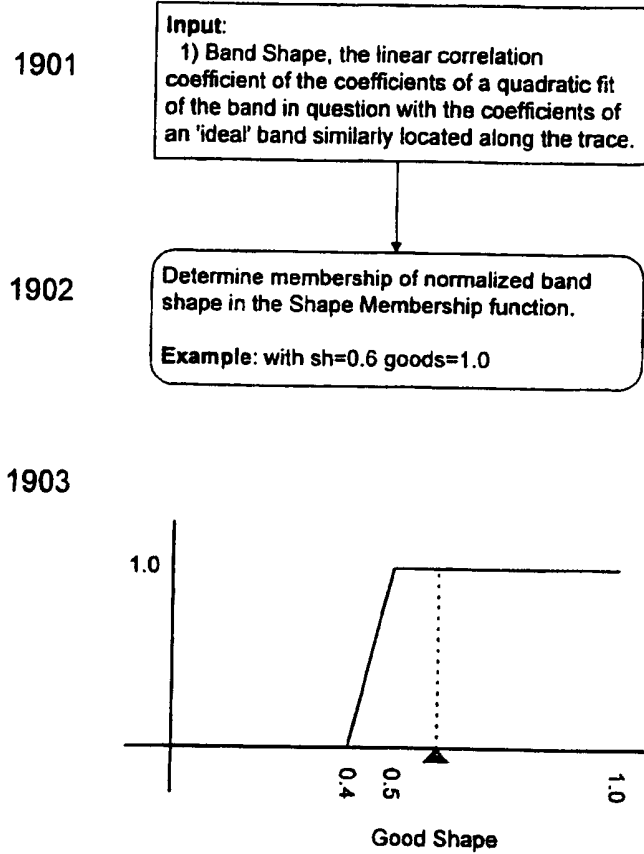 1901
Input:
1) Band Shape, the linear correlation
coefficient of the coefficients of a quadratic fit
of the band in question with the coefficients of
an 'ideal' band similarly located along the trace.
1902
Determine membership of normalized band
shape in the Shape Membership function.
Example: with sh=0.6 goods=1.0
1903
1.0
0.4
0.5
1.0
Good Shape